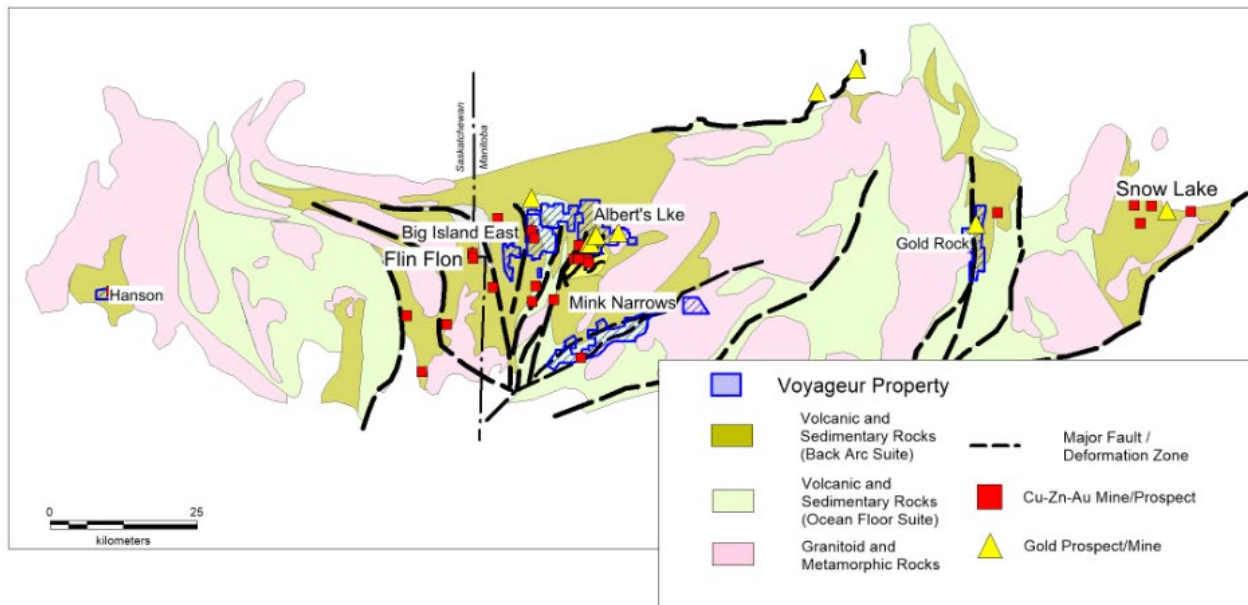 Saskatchewan
Manitoba
Albert's Lke
Snow Lake
Big Island East
Gold Rock
Flin Flon
Hanson
Mink Narrows
Voyageur Property
Volcanic and
Sedimentary Rocks
(Back Arc Suite)
Major Fault /
Deformation Zone
Volcanic and
Sedimentary Rocks
(Ocean Floor Suite)
Cu-Zn-Au Mine/Prospect
Granitoid and
Metamorphic Rocks
Gold Prospect/Mine
0 25
kilometers